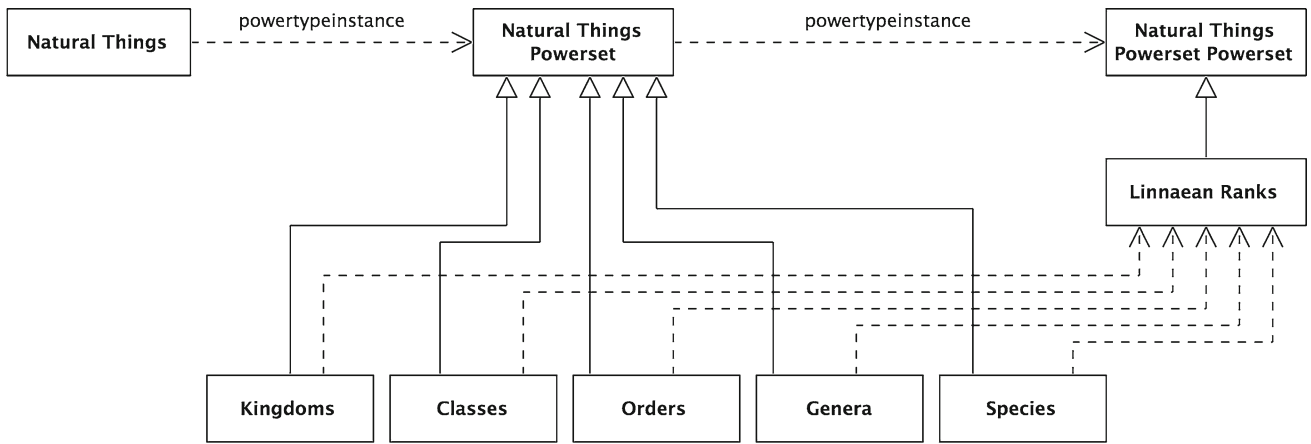 Natural Things
powertypeinstance
Natural Things
Powerset
powertypeinstance
Natural Things
Powerset Powerset
Linnaean Ranks
Kingdoms
Classes
Orders
Genera
Species